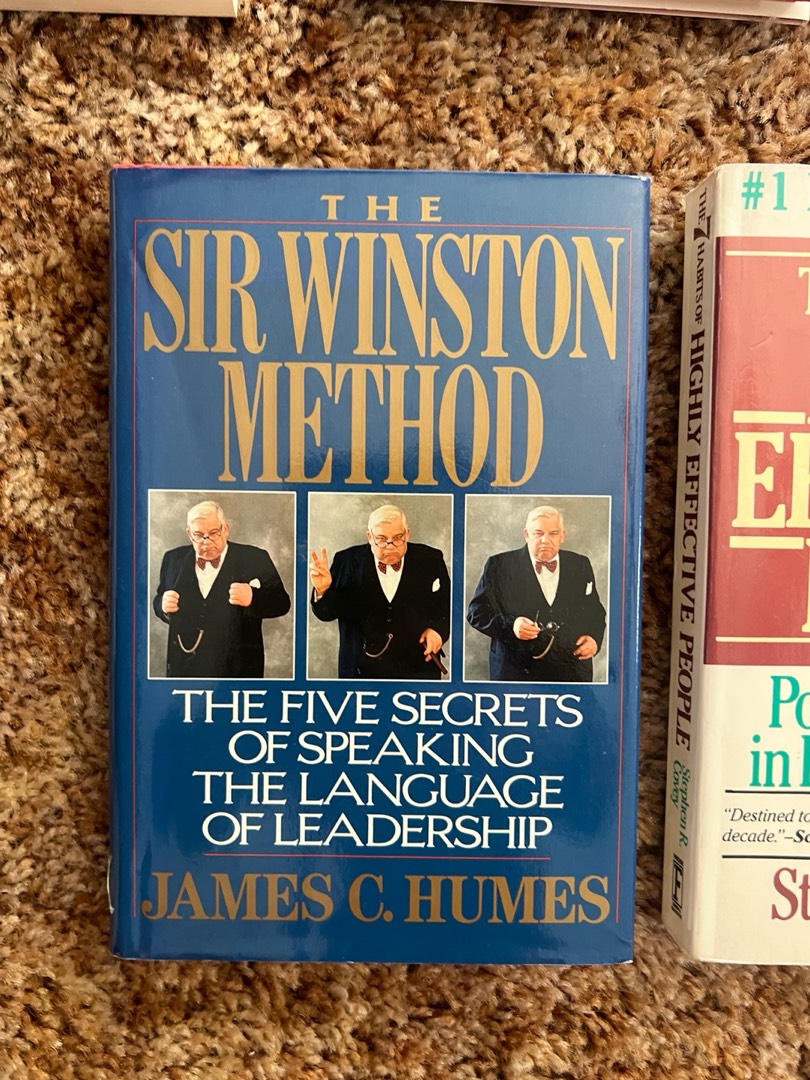 THE
SIR WINSTON
METHOD
THE FIVE SECRETS
OF SPEAKING
THE LANGUAGE
OF LEADERSHIP
JAMES C. HUMES
THE 7 HABITS OF HIGHLY EFFECTIVE PEOPLE
Stephen R.
Covey
#1
in
"Destined to
decade."